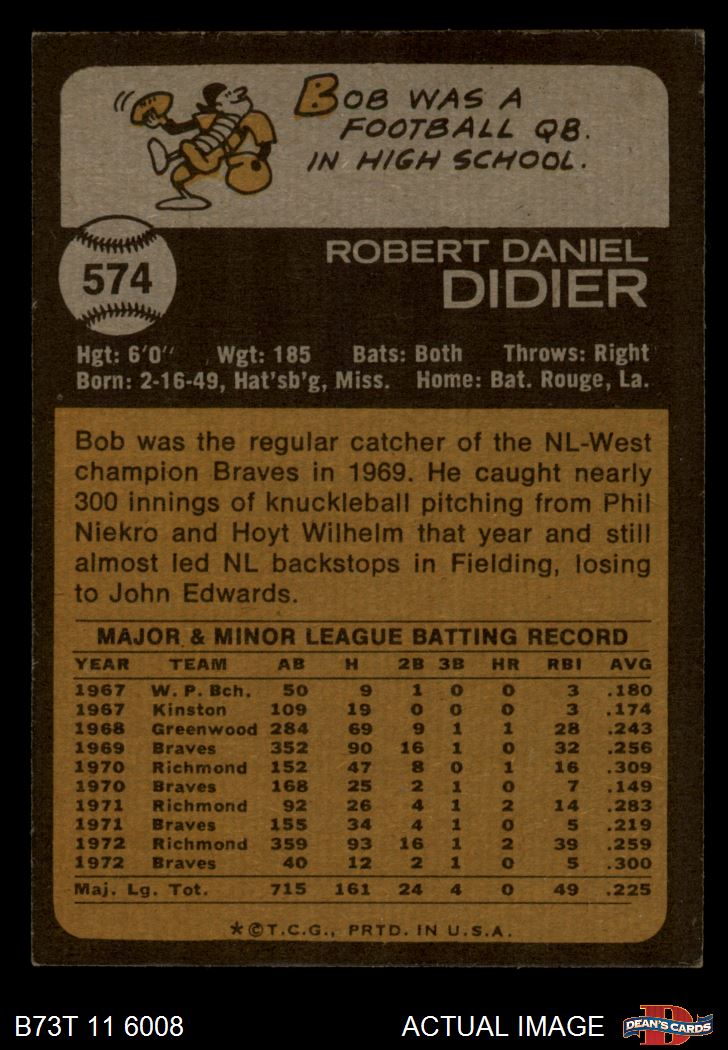 BOB WAS A
FOOTBALL QB.
IN HIGH SCHOOL.
574
ROBERT DANIEL
DIDIER
Hgt: 6'0" Wgt: 185 Bats: Both Throws: Right
Born: 2-16-49, Hat'sb'g, Miss. Home: Bat. Rouge, La.
Bob was the regular catcher of the NL-West
champion Braves in 1969. He caught nearly
300 innings of knuckleball pitching from Phil
Niekro and Hoyt Wilhelm that year and still
almost led NL backstops in Fielding, losing
to John Edwards.
MAJOR & MINOR LEAGUE BATTING RECORD
YEAR TEAM AB H 2B 3B HR RBI AVG
1967 W. P. Bch. 50 9 1 0 0 3 .180
1967 Kinston 109 19 0 0 0 3 .174
1968 Greenwood 284 69 9 1 1 28 .243
1969 Braves 352 90 16 1 0 32 .256
1970 Richmond 152 47 8 0 1 16 .309
1970 Braves 168 25 2 1 0 7 .149
1971 Richmond 92 26 4 1 2 14 .283
1971 Braves 155 34 4 1 0 5 .219
1972 Richmond 359 93 16 1 2 39 .259
1972 Braves 40 12 2 1 0 5 .300
Maj. Lg. Tot. 715 161 24 4 0 49 .225
*©T.C.G., PRTD. IN U.S.A.
B73T 11 6008 ACTUAL IMAGE
D
DEAN'S CARDS